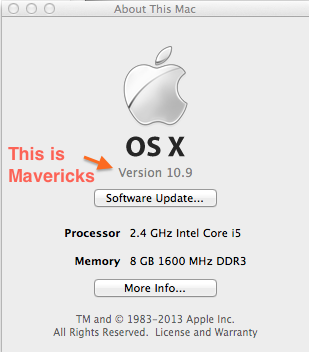 About This Mac
OS X
This is
Mavericks
Version 10.9
Software Update...
Processor 2.4 GHz Intel Core i5
Memory 8 GB 1600 MHz DDR3
More Info...
TM and © 1983-2013 Apple Inc.
All Rights Reserved. License and Warranty